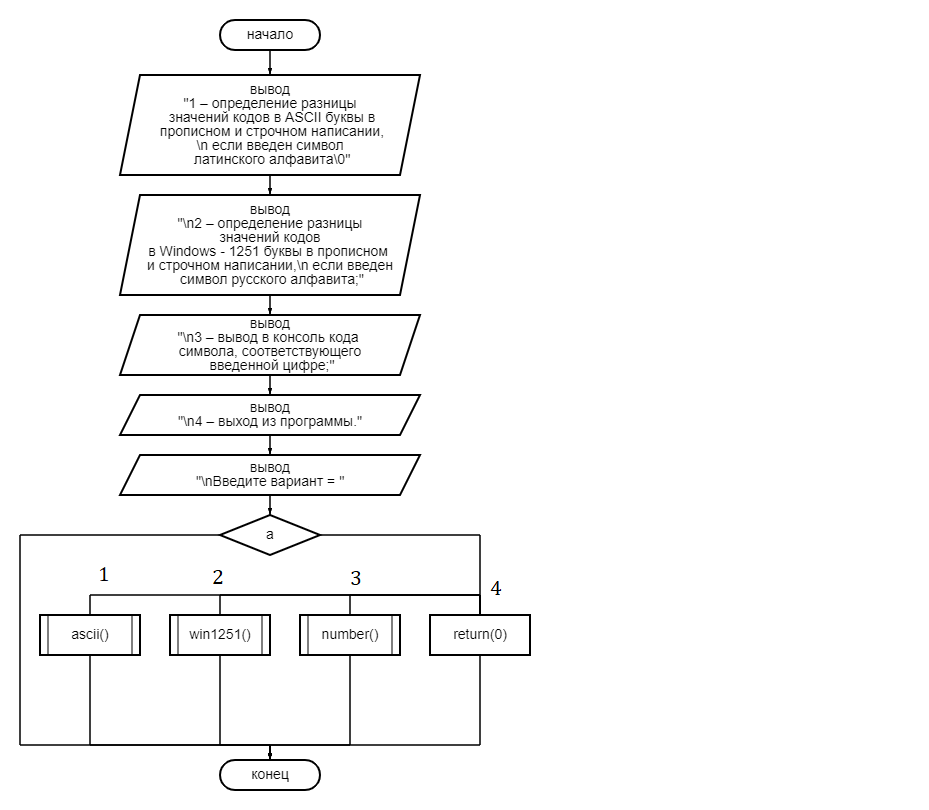 начало
вывод
"1 – определение разницы
значений кодов в ASCII буквы в
прописном и строчном написании,
\n если введен символ
латинского алфавита\0"
вывод
"\n2 – определение разницы
значений кодов
в Windows - 1251 буквы в прописном
и строчном написании,\n если введен
символ русского алфавита;"
вывод
"\n3 – вывод в консоль кода
символа, соответствующего
введенной цифре;"
вывод
"\n4 – выход из программы."
вывод
"\nВведите вариант = "
a
1
2
3
4
ascii()
win1251()
number()
return(0)
конец